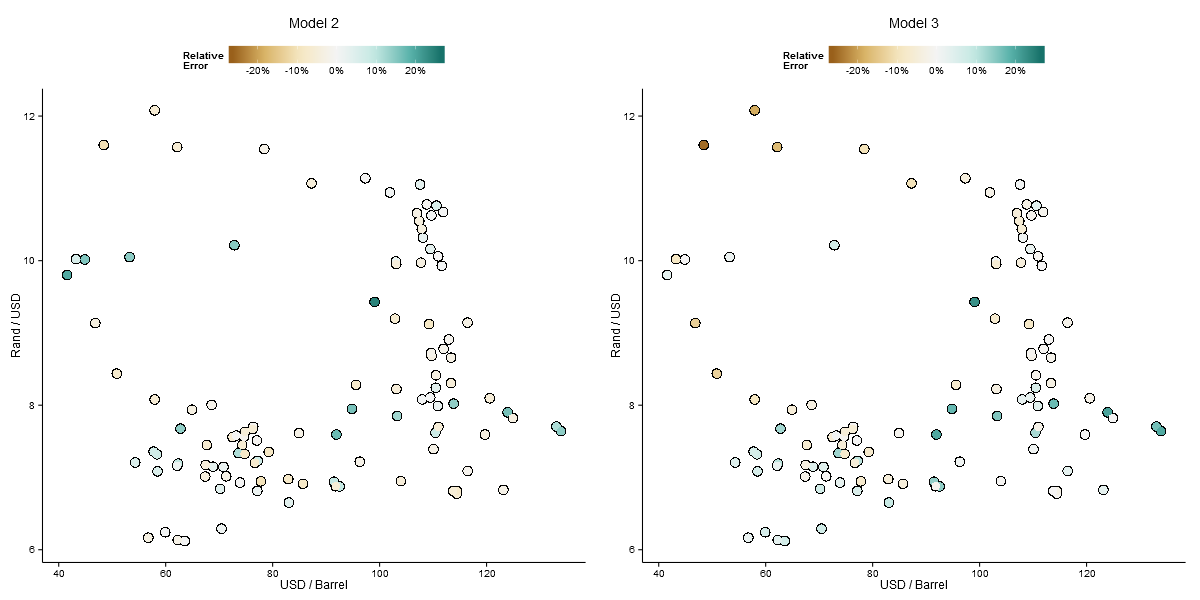 Model 2
Relative
Error
-20% -10% 0% 10% 20%
12
10
8
6
Rand / USD
40 60 80 100 120
USD / Barrel
Model 3
Relative
Error
-20% -10% 0% 10% 20%
12
10
8
6
Rand / USD
40 60 80 100 120
USD / Barrel